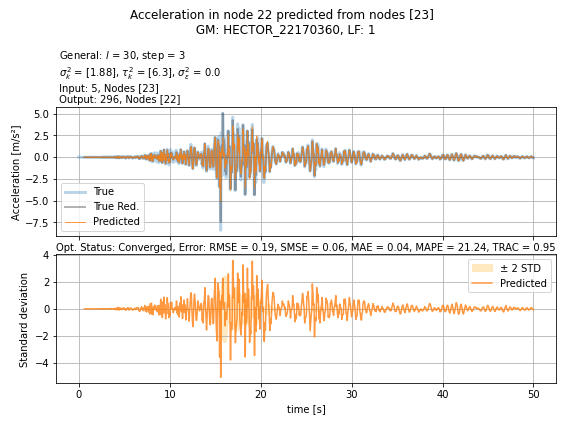 Acceleration in node 22 predicted from nodes [23]
GM: HECTOR_22170360, LF: 1
General: l = 30, step = 3
σ²ₖ = [1.88], τ²ₖ = [6.3], σ²ε = 0.0
Input: 5, Nodes [23]
Output: 296, Nodes [22]
5.0
2.5
0.0
−2.5
−5.0
−7.5
Acceleration [m/s²]
True
True Red.
Predicted
Opt. Status: Converged, Error: RMSE = 0.19, SMSE = 0.06, MAE = 0.04, MAPE = 21.24, TRAC = 0.95
4
2
0
−2
−4
Standard deviation
± 2 STD
Predicted
0 10 20 30 40 50
time [s]